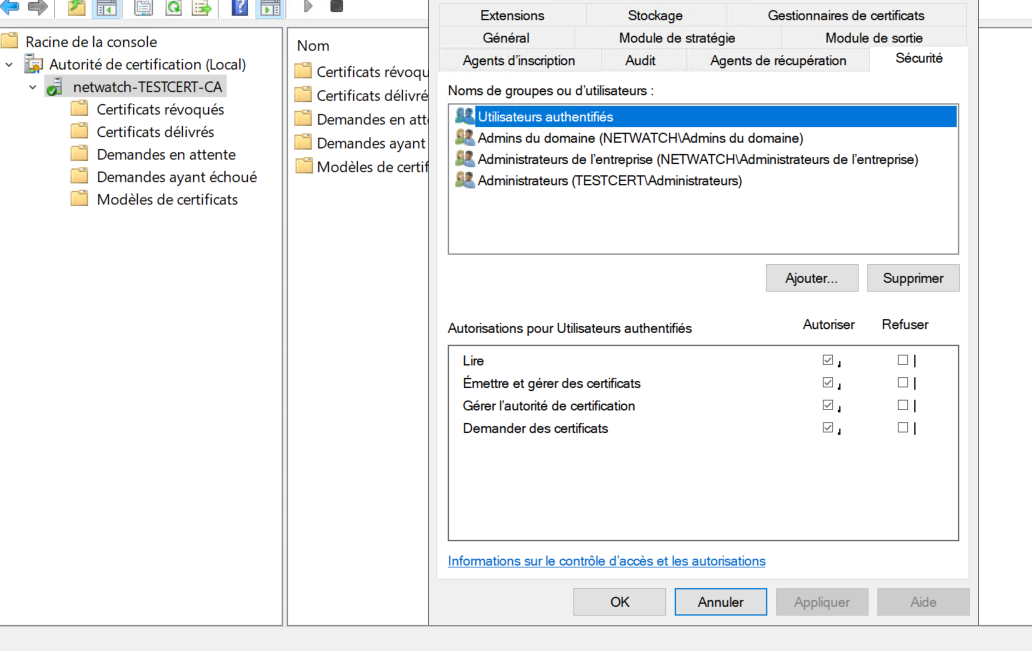 Racine de la console
Autorité de certification (Local)
netwatch-TESTCERT-CA
Certificats révoqués
Certificats délivrés
Demandes en attente
Demandes ayant échoué
Modèles de certificats
Nom
Certificats révoqu
Certificats délivré
Demandes en att
Demandes ayant
Modèles de certif
Extensions Stockage Gestionnaires de certificats
Général Module de stratégie Module de sortie
Agents d'inscription Audit Agents de récupération Sécurité
Noms de groupes ou d'utilisateurs :
Utilisateurs authentifiés
Admins du domaine (NETWATCH\Admins du domaine)
Administrateurs de l'entreprise (NETWATCH\Administrateurs de l'entreprise)
Administrateurs (TESTCERT\Administrateurs)
Ajouter... Supprimer
Autorisations pour Utilisateurs authentifiés Autoriser Refuser
Lire
Émettre et gérer des certificats
Gérer l'autorité de certification
Demander des certificats
Informations sur le contrôle d'accès et les autorisations
OK Annuler Appliquer Aide